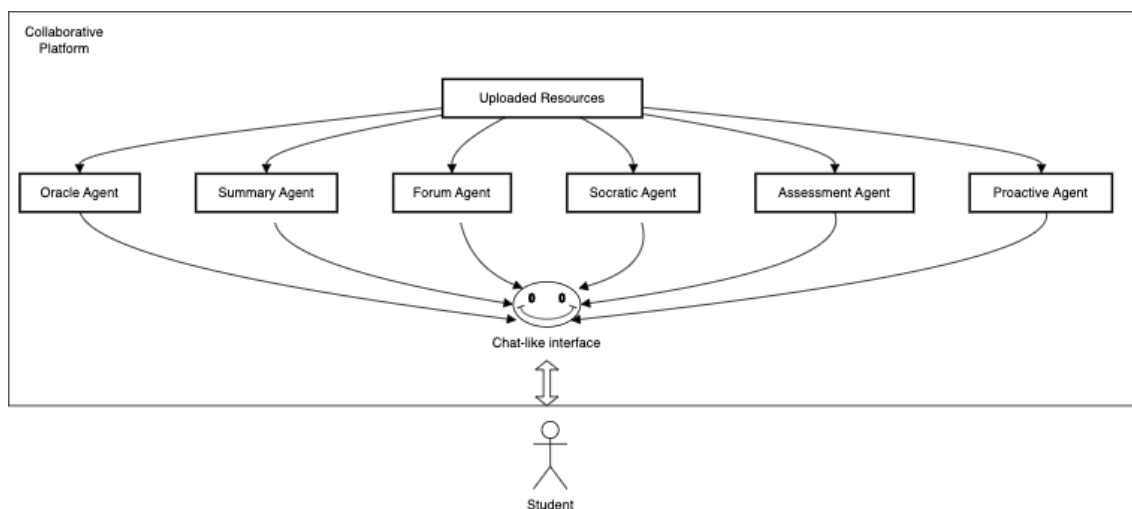 Collaborative
Platform
Uploaded Resources
Oracle Agent
Summary Agent
Forum Agent
Socratic Agent
Assessment Agent
Proactive Agent
Chat-like interface
Student